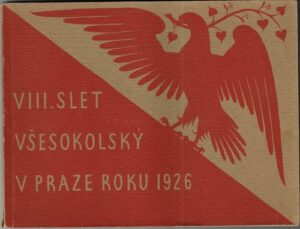 VIII. SLET
VŠESOKOLSKÝ
V PRAZE ROKU 1926